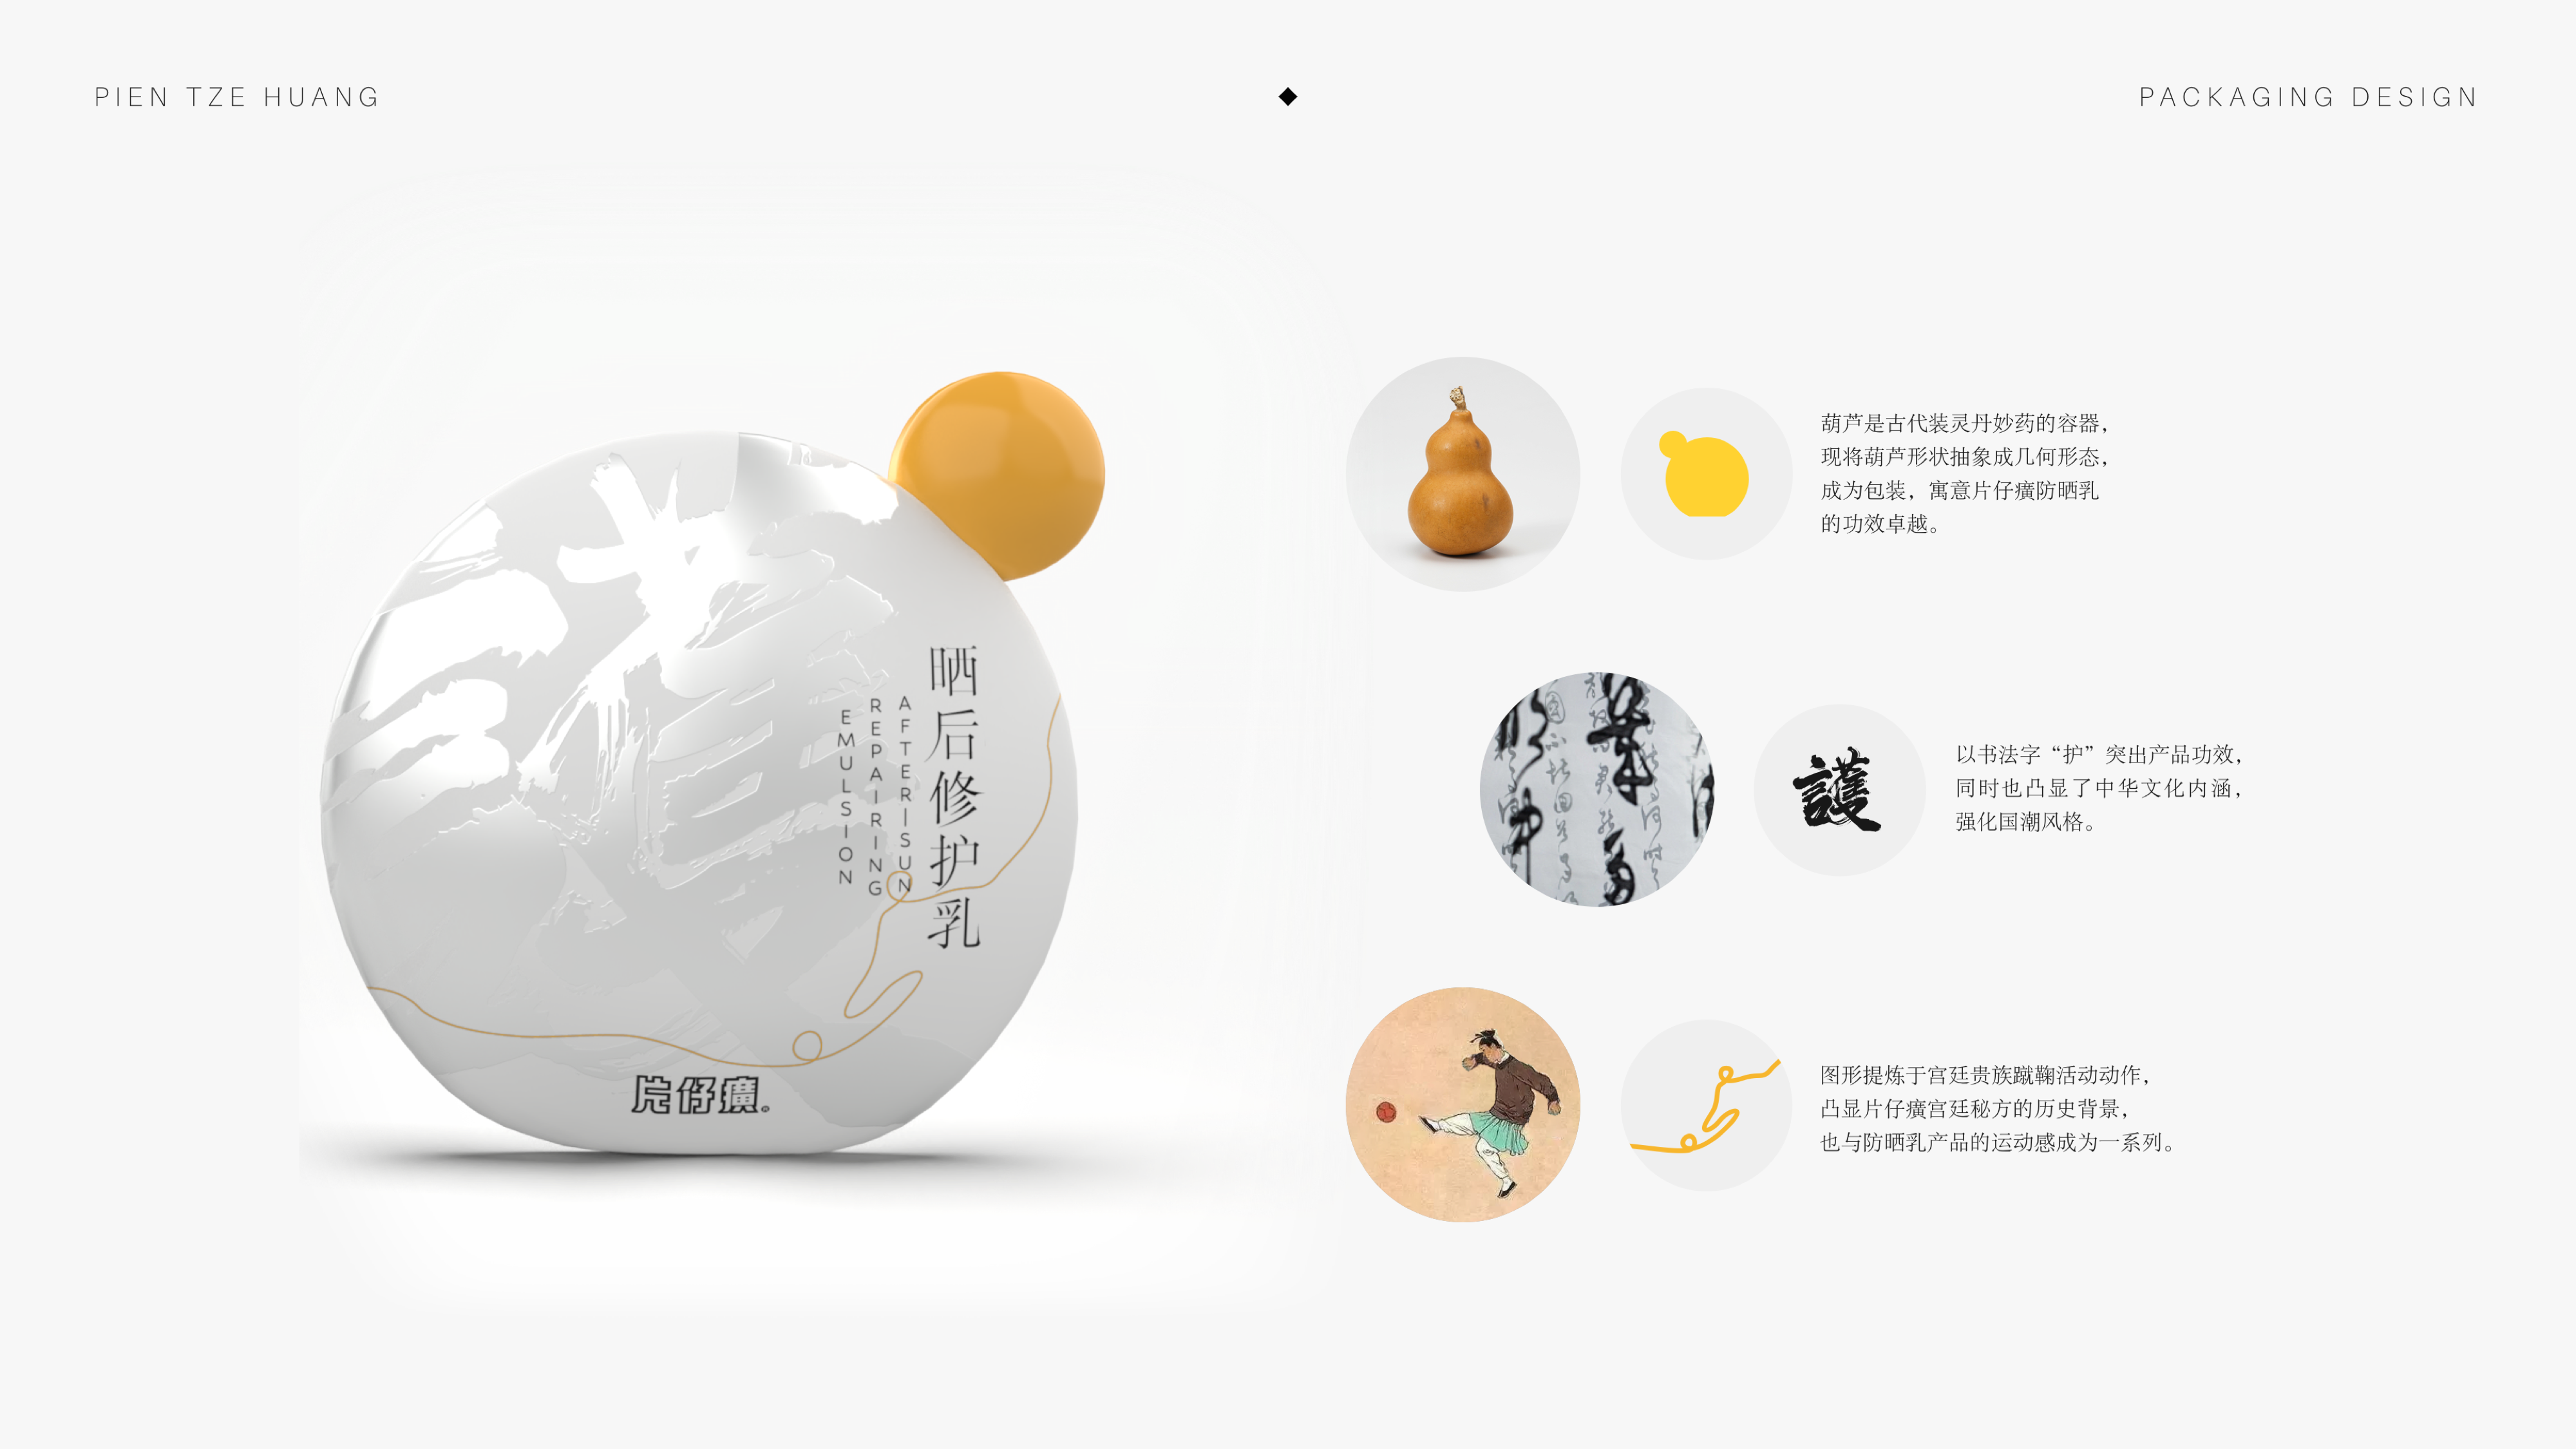 PIEN TZE HUANG
PACKAGING DESIGN
晒后修护乳
AFTER|SUN
REPAIRING
EMULSION
片仔癀
葫芦是古代装灵丹妙药的容器，
现将葫芦形状抽象成几何形态，
成为包装，寓意片仔癀防晒乳
的功效卓越。
護
以书法字“护”突出产品功效，
同时也凸显了中华文化内涵，
强化国潮风格。
图形提炼于宫廷贵族蹴鞠活动动作，
凸显片仔癀宫廷秘方的历史背景，
也与防晒乳产品的运动感成为一系列。